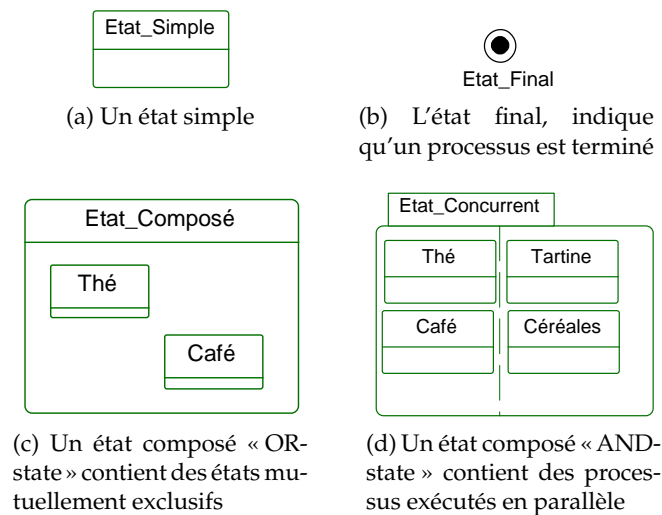 Etat_Simple
(a) Un état simple
Etat_Final
(b) L'état final, indique
qu'un processus est terminé
Etat_Composé
Thé
Café
(c) Un état composé « OR-
state » contient des états mu-
tuellement exclusifs
Etat_Concurrent
Thé
Tartine
Café
Céréales
(d) Un état composé « AND-
state » contient des proces-
sus exécutés en parallèle